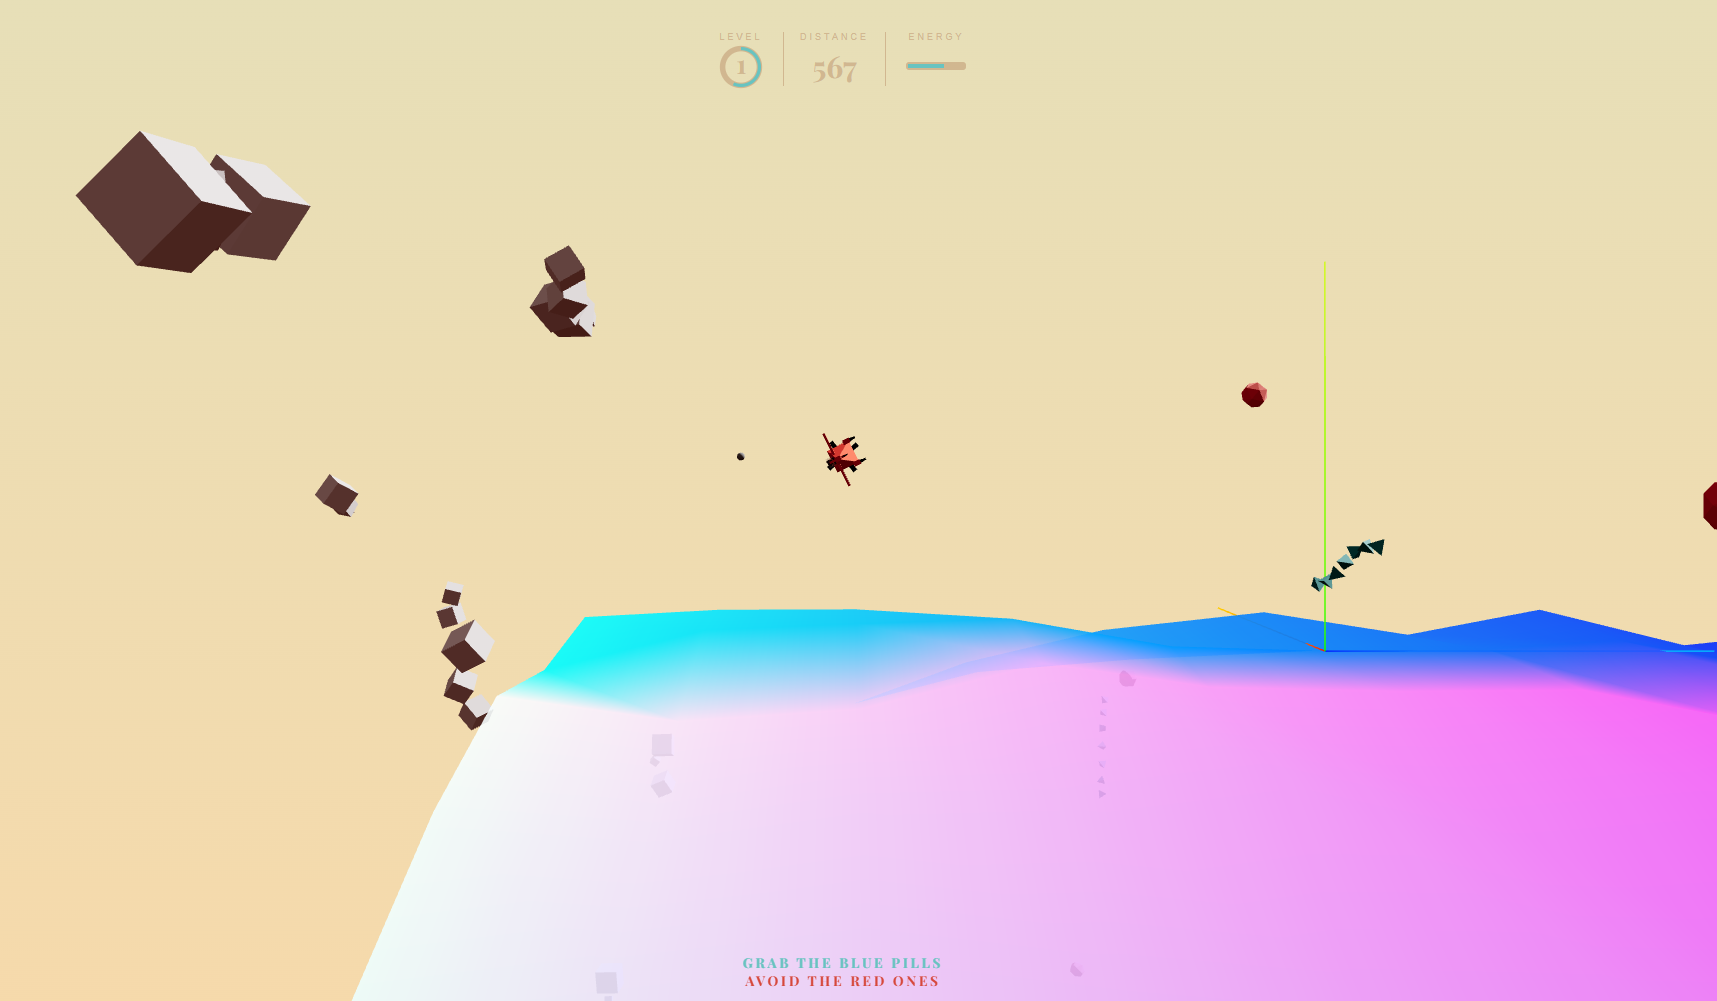 LEVEL
1
DISTANCE
567
ENERGY
GRAB THE BLUE PILLS
AVOID THE RED ONES